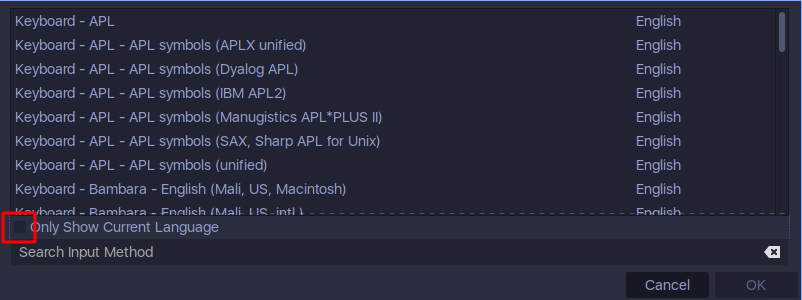 Keyboard - APL English
Keyboard - APL - APL symbols (APLX unified) English
Keyboard - APL - APL symbols (Dyalog APL) English
Keyboard - APL - APL symbols (IBM APL2) English
Keyboard - APL - APL symbols (Manugistics APL*PLUS II) English
Keyboard - APL - APL symbols (SAX, Sharp APL for Unix) English
Keyboard - APL - APL symbols (unified) English
Keyboard - Bambara - English (Mali, US, Macintosh) English
Keyboard - Bambara - English (Mali, US, intl.) English
Only Show Current Language
Search Input Method
Cancel OK